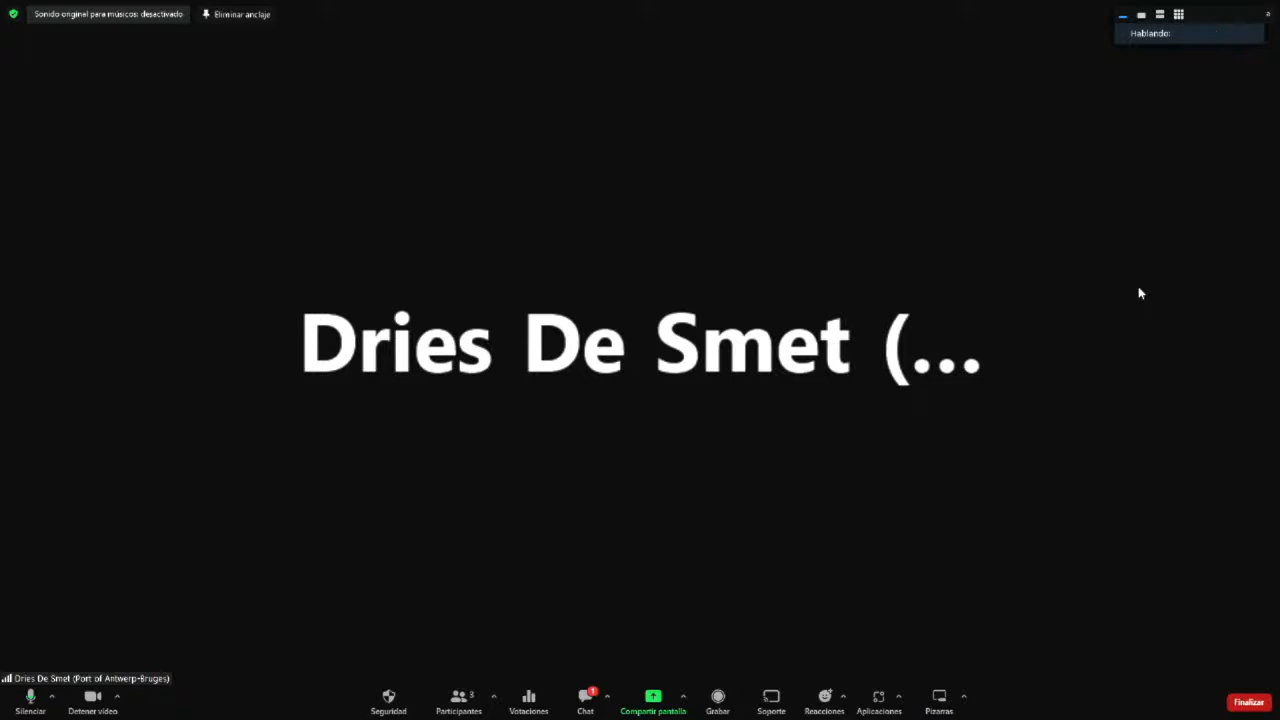 Sonido original para músicos: desactivado
Eliminar anclaje
Hablando:
Dries De Smet (...
Dries De Smet (Port of Antwerp-Bruges)
Silenciar
Detener vídeo
Seguridad
Participantes
3
Votaciones
Chat
1
Compartir pantalla
Grabar
Soporte
Reacciones
Aplicaciones
Pizarras
Finalizar